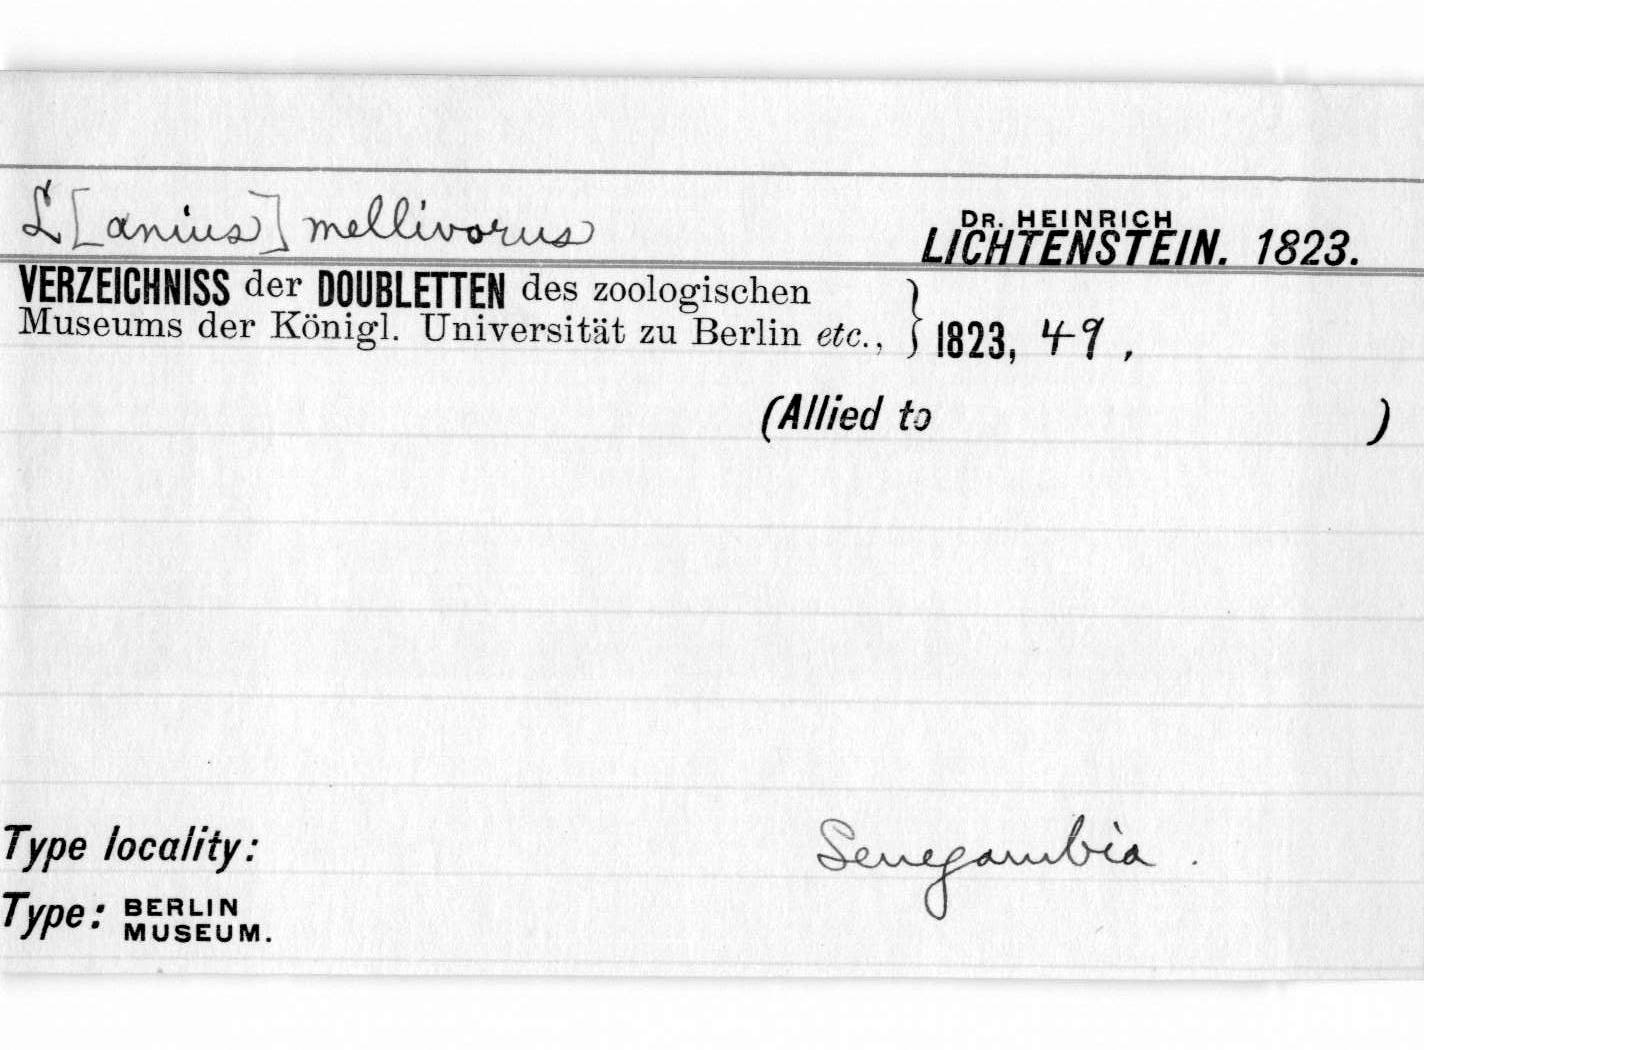 L[anius] mellivorus
DR. HEINRICH
LICHTENSTEIN. 1823.
VERZEICHNISS der DOUBLETTEN des zoologischen
Museums der Königl. Universität zu Berlin etc., } 1823, 49,
(Allied to )
Type locality: Senegambia.
Type: BERLIN
MUSEUM.